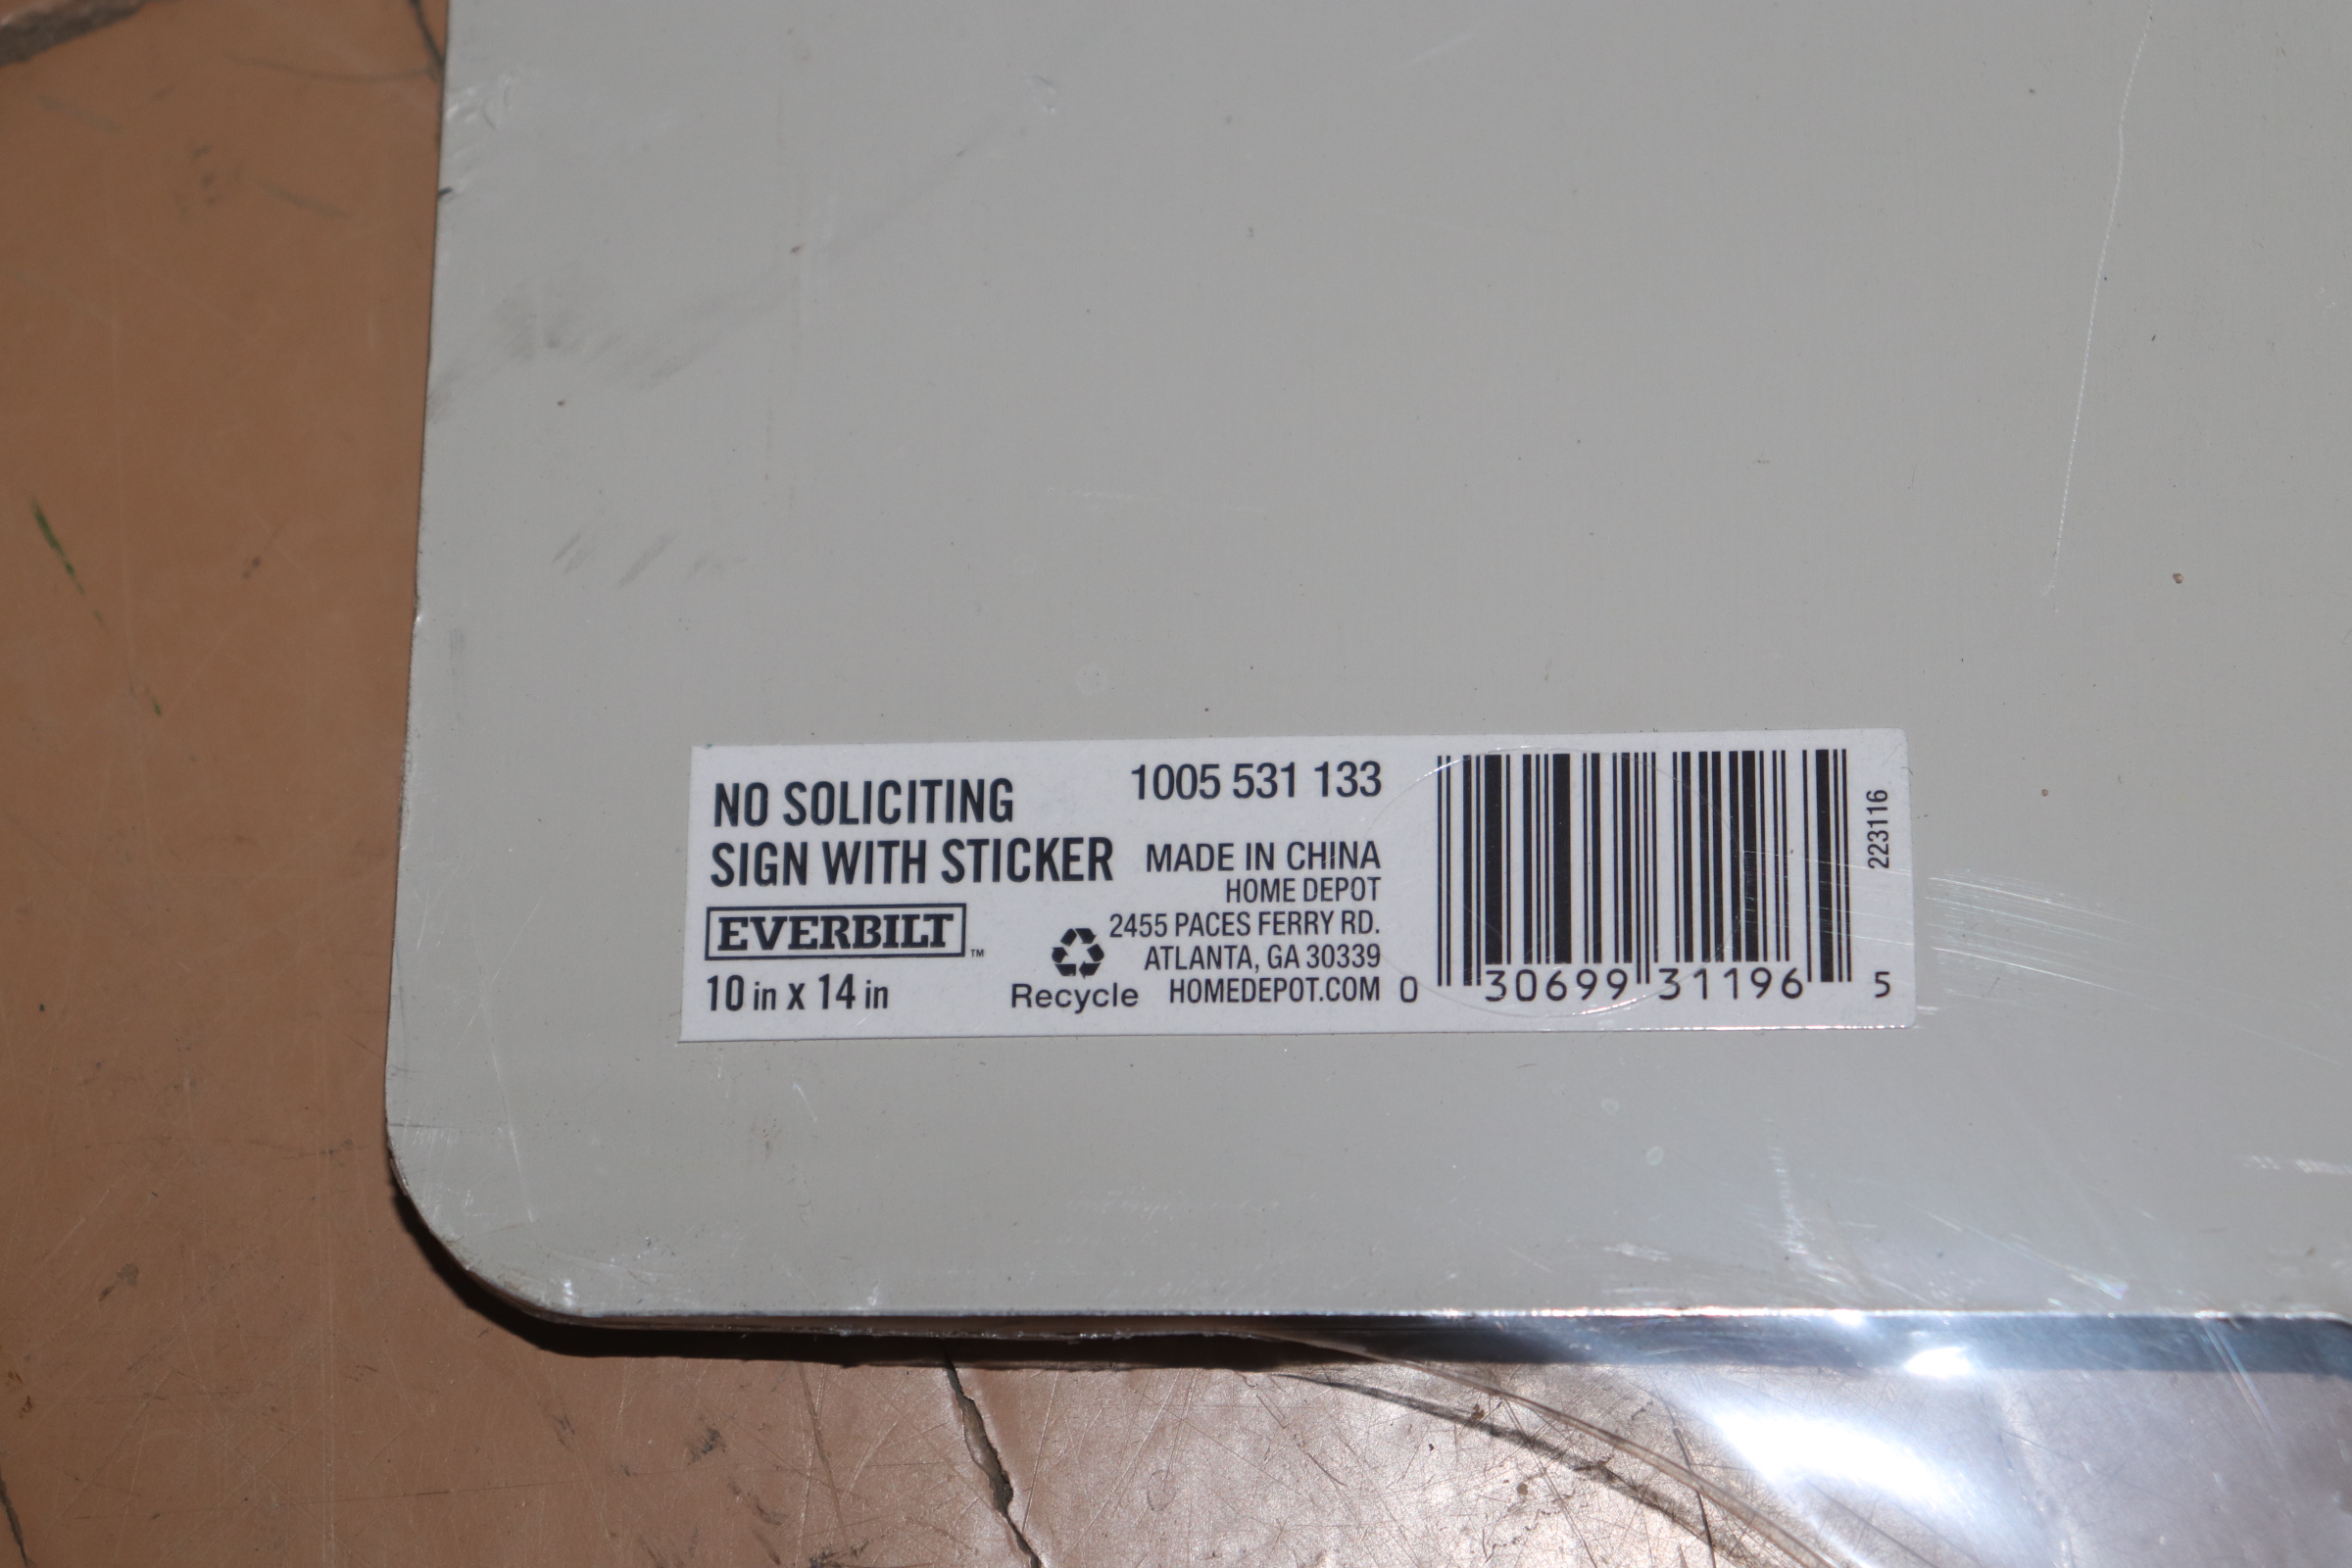 NO SOLICITING
SIGN WITH STICKER
EVERBILT™
10 in x 14 in
Recycle
1005 531 133
MADE IN CHINA
HOME DEPOT
2455 PACES FERRY RD.
ATLANTA, GA 30339
HOMEDEPOT.COM
0 30699 31196 5
223116